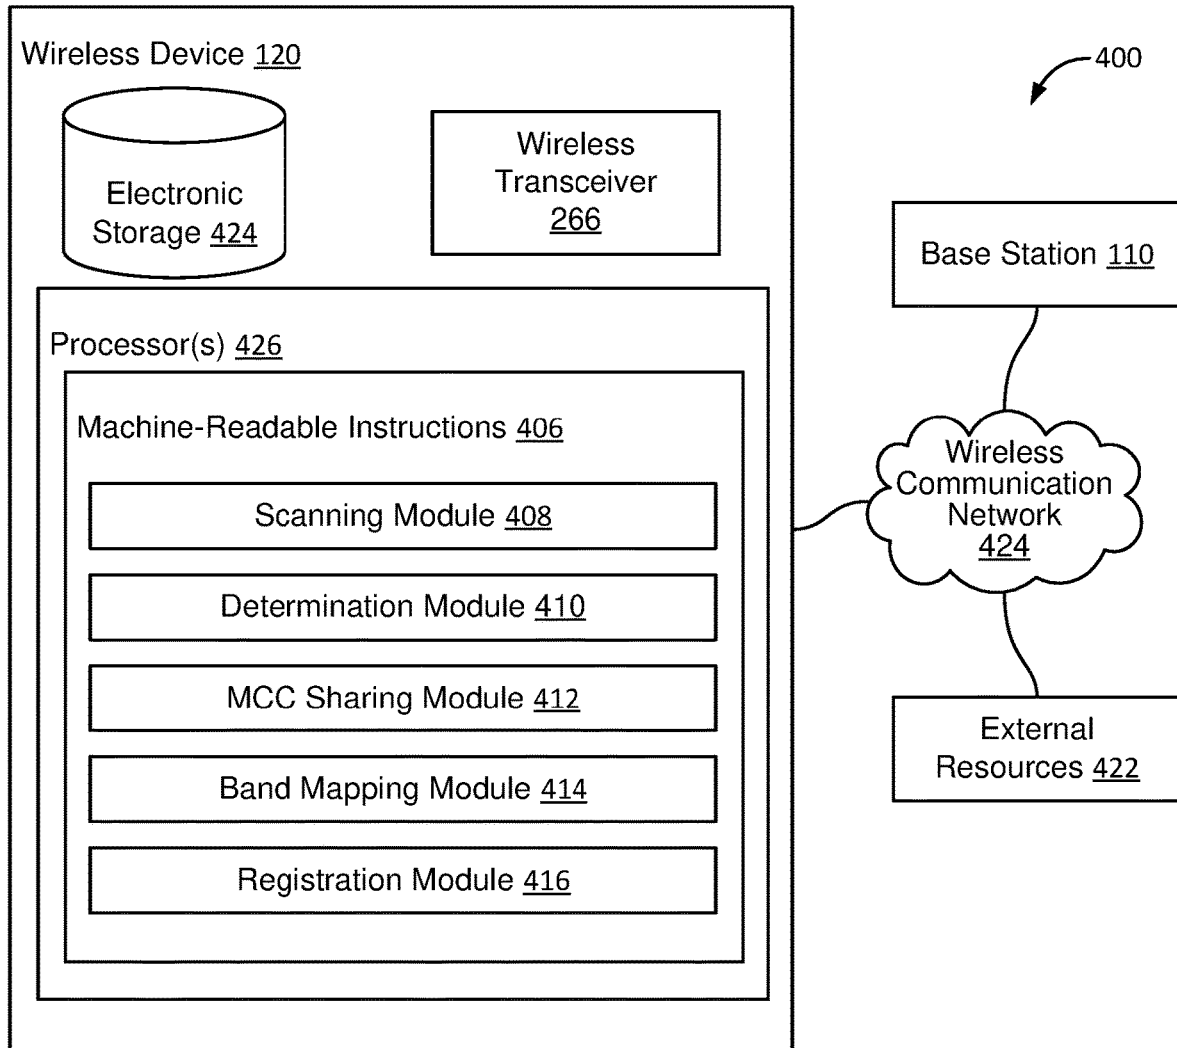 Wireless Device 120
400
Electronic
Storage 424
Wireless
Transceiver
266
Base Station 110
Processor(s) 426
Machine-Readable Instructions 406
Scanning Module 408
Determination Module 410
MCC Sharing Module 412
Band Mapping Module 414
Registration Module 416
Wireless
Communication
Network
424
External
Resources 422